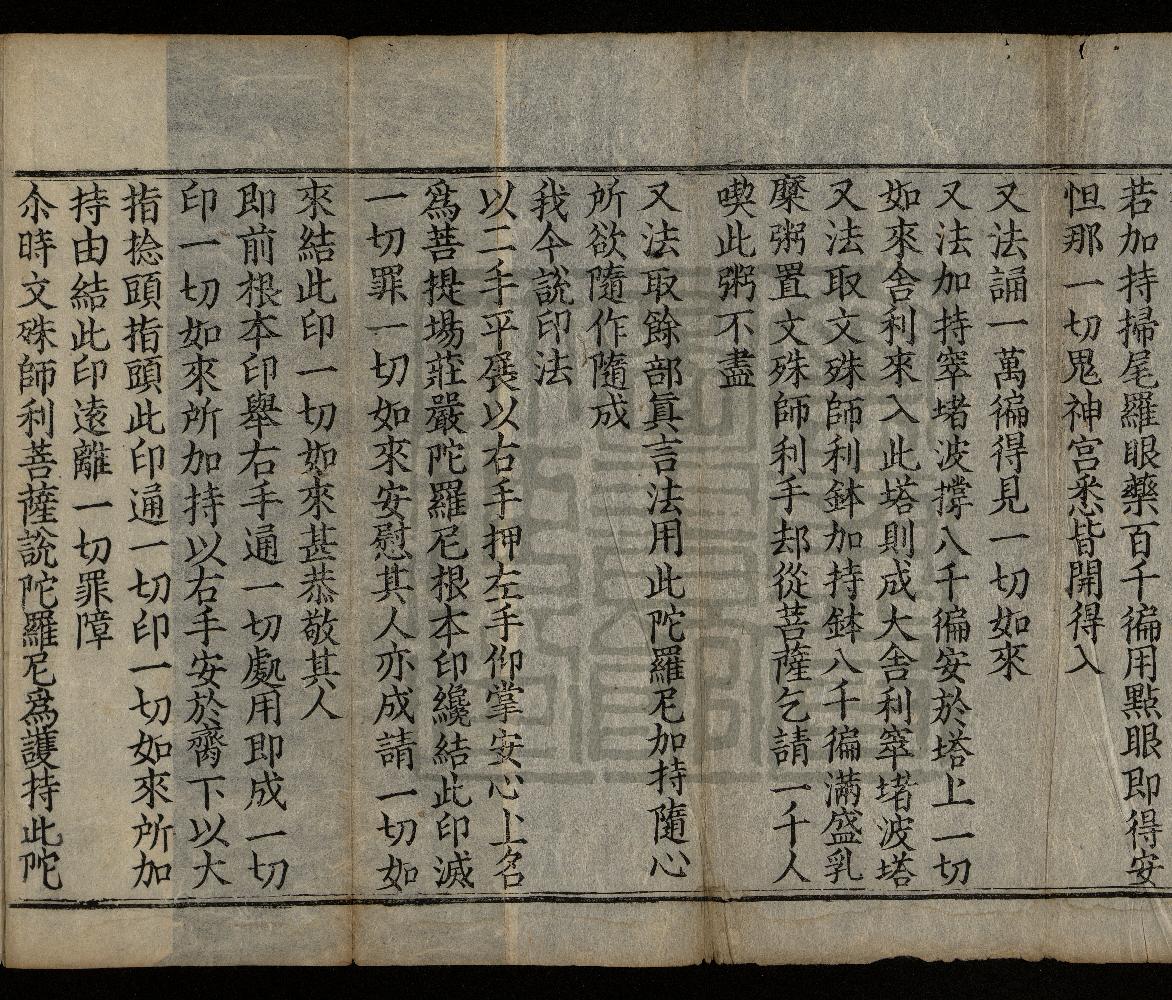 若加持掃尾羅眼藥百千徧用點眼即得安
怛那一切鬼神宫悉皆開得入
又法誦一萬徧得見一切如來
又法加持窣堵波撐八千徧安於塔上一切
如來舍利來入此塔則成大舍利窣堵波塔
又法取文殊師利鉢加持鉢八千徧滿盛乳
糜粥置文殊師利手却從菩薩乞請一千人
喫此粥不盡
又法取餘部眞言法用此陀羅尼加持隨心
所欲隨作隨成
我今說印法
以二手平展以右手押左手仰掌安心上名
爲菩提場莊嚴陀羅尼根本印纔結此印滅
一切罪一切如來安慰其人亦成請一切如
來結此印一切如來甚恭敬其人
即前根本印舉右手通一切處用即成一切
印一切如來所加持以右手安於齊下以大
指捻頭指頭此印通一切印一切如來所加
持由結此印遠離一切罪障
尒時文殊師利菩薩說陀羅尼爲護持此陀